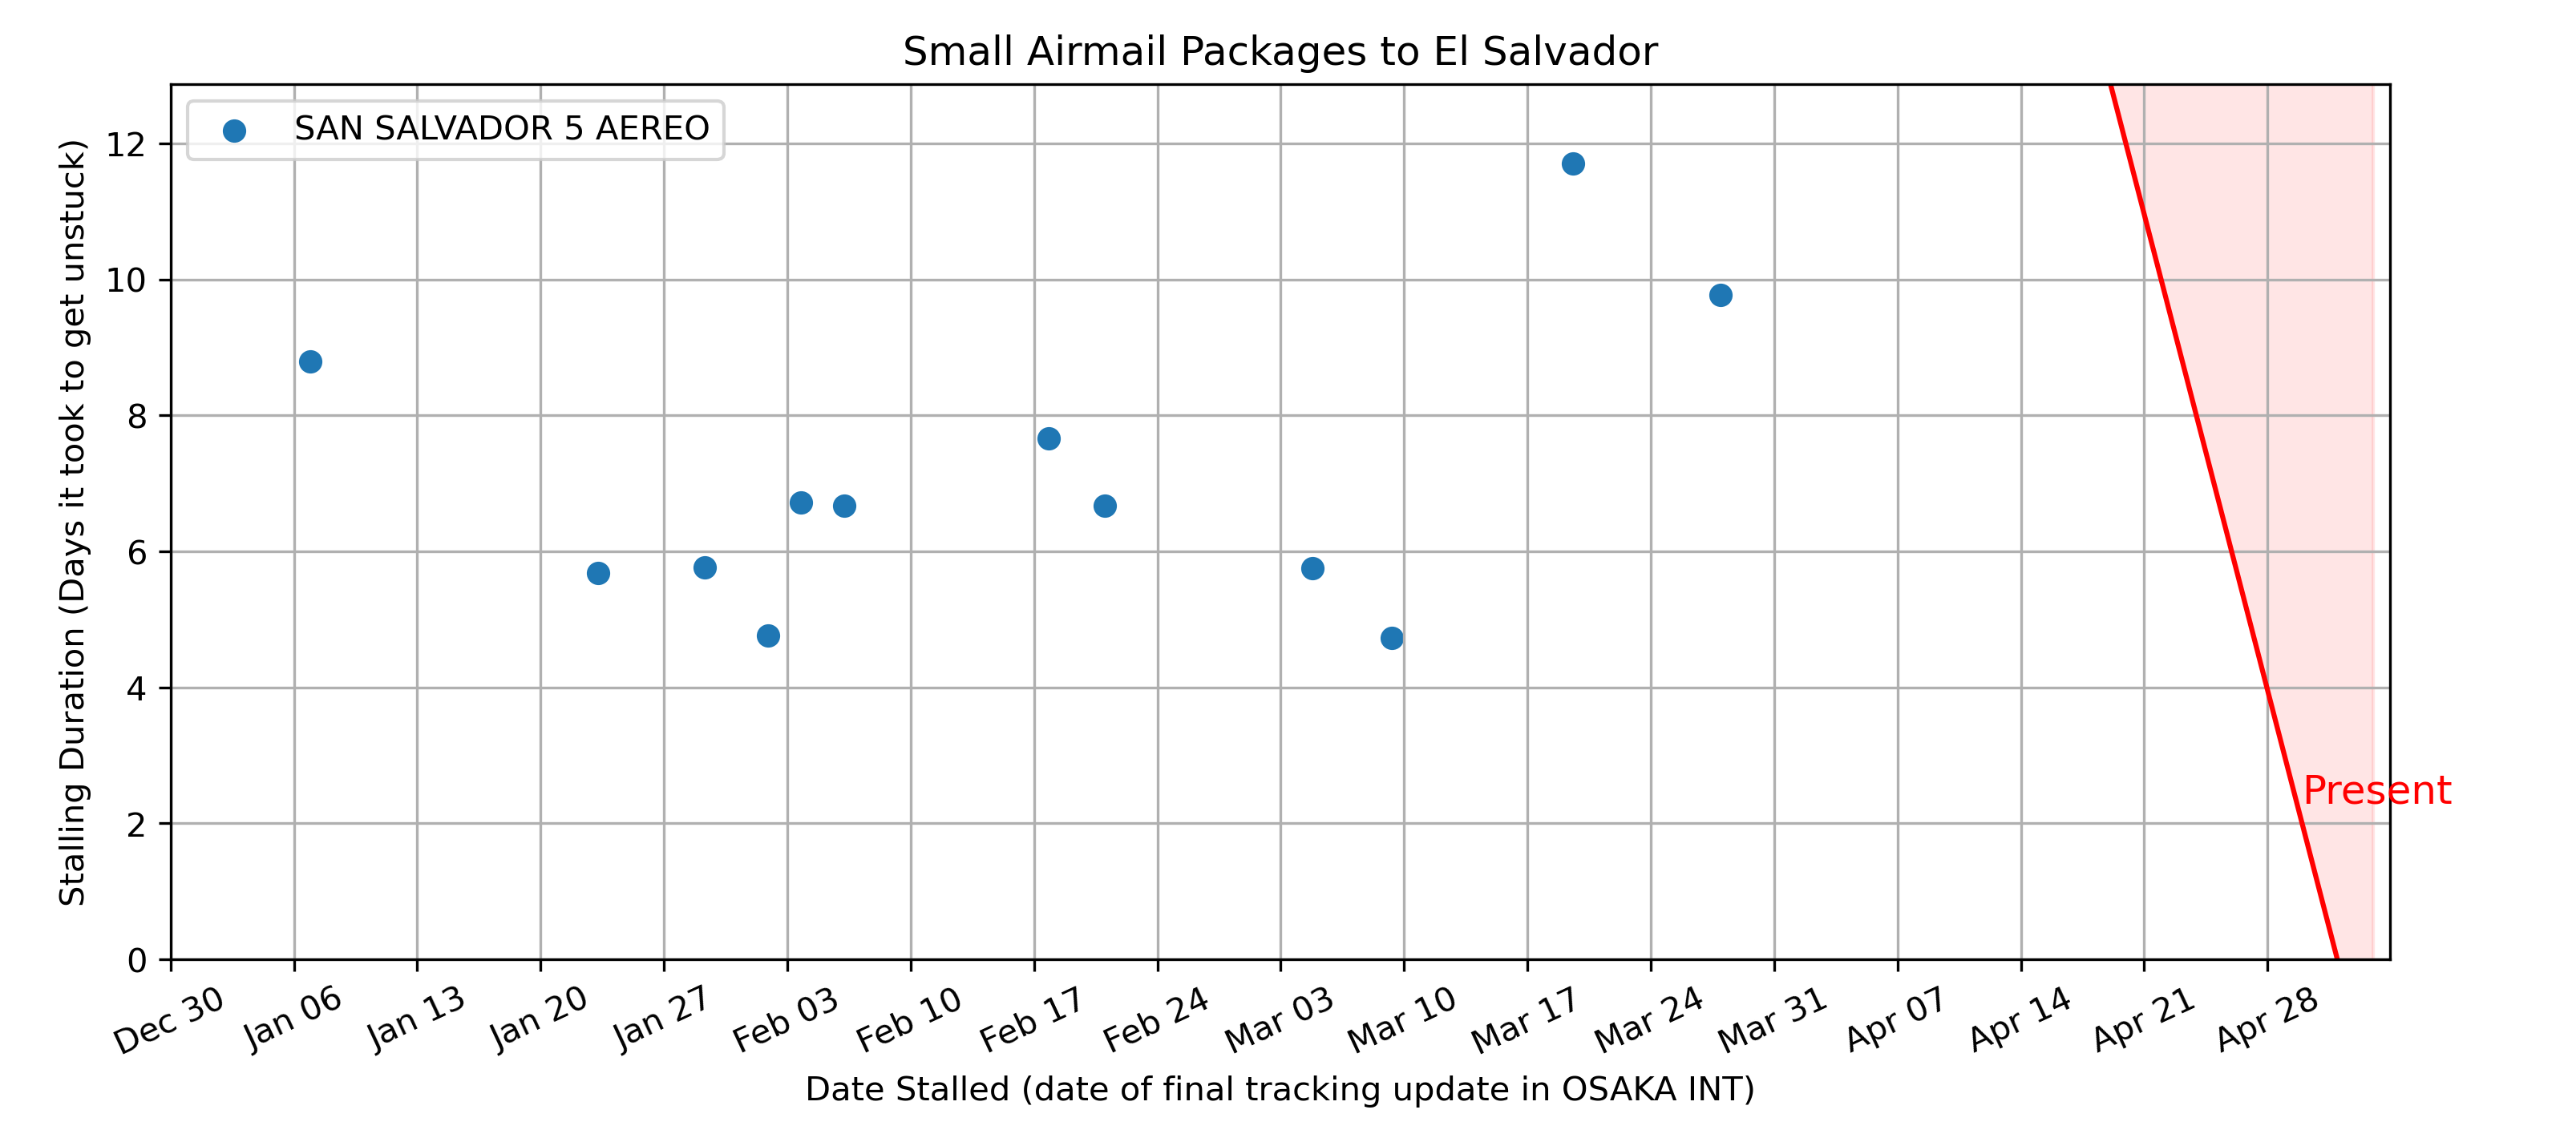 Small Airmail Packages to El Salvador
SAN SALVADOR 5 AEREO
Stalling Duration (Days it took to get unstuck)
12
10
8
6
4
2
0
Present
Dec 30
Jan 06
Jan 13
Jan 20
Jan 27
Feb 03
Feb 10
Feb 17
Feb 24
Mar 03
Mar 10
Mar 17
Mar 24
Mar 31
Apr 07
Apr 14
Apr 21
Apr 28
Date Stalled (date of final tracking update in OSAKA INT)